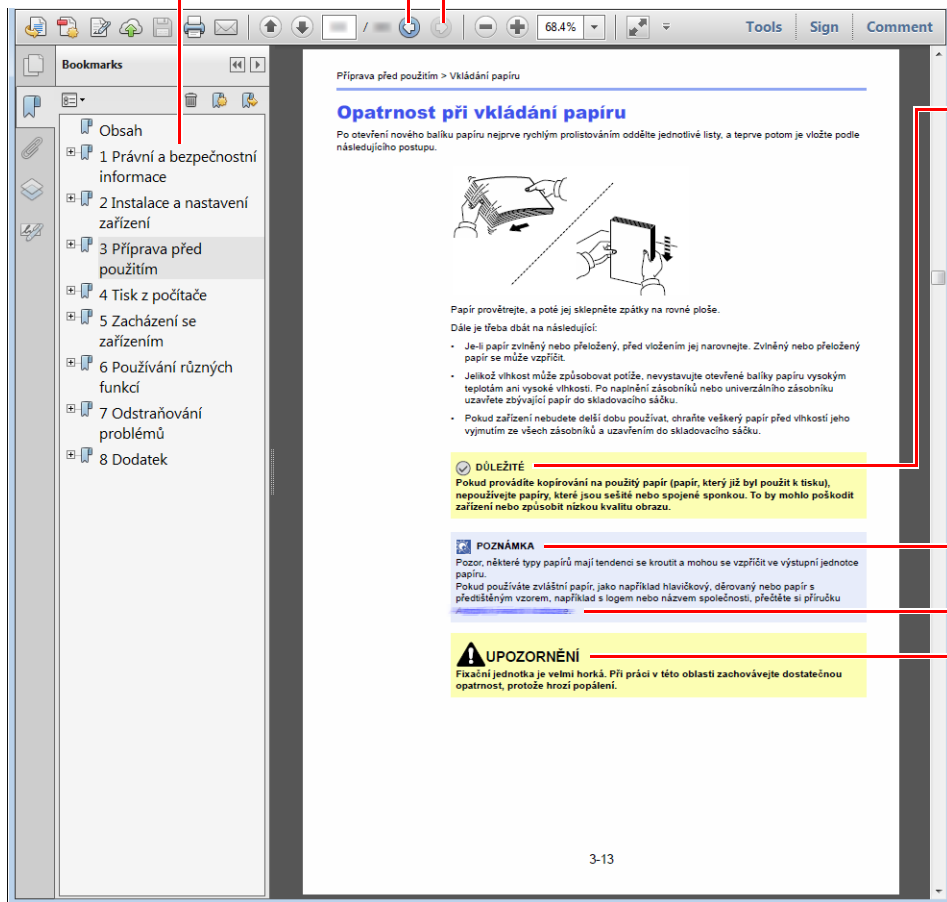 68.4%
Tools
Sign
Comment
Bookmarks
Obsah
1 Právní a bezpečnostní
informace
2 Instalace a nastavení
zařízení
3 Příprava před
použitím
4 Tisk z počítače
5 Zacházení se
zařízením
6 Používání různých
funkcí
7 Odstraňování
problémů
8 Dodatek
Příprava před použitím > Vkládání papíru
Opatrnost při vkládání papíru
Po otevření nového balíku papíru nejprve rychlým prolistováním oddělte jednotlivé listy, a teprve potom je vložte podle
následujícího postupu.
Papír provětrejte, a poté jej sklepněte zpátky na rovné ploše.
Dále je třeba dbát na následující:
• Je-li papír zvlněný nebo přeložený, před vložením jej narovnejte. Zvlněný nebo přeložený
papír se může vzpříčit.
• Jelikož vlhkost může způsobovat potíže, nevystavujte otevřené balíky papíru vysokým
teplotám ani vysoké vlhkosti. Po naplnění zásobníků nebo univerzálního zásobníku
uzavřete zbývající papír do skladovacího sáčku.
• Pokud zařízení nebudete delší dobu používat, chraňte veškerý papír před vlhkostí jeho
vyjmutím ze všech zásobníků a uzavřením do skladovacího sáčku.
DŮLEŽITÉ
Pokud provádíte kopírování na použitý papír (papír, který již byl použit k tisku),
nepoužívejte papíry, které jsou sešité nebo spojené sponkou. To by mohlo poškodit
zařízení nebo způsobit nízkou kvalitu obrazu.
POZNÁMKA
Pozor, některé typy papírů mají tendenci se kroutit a mohou se vzpříčit ve výstupní jednotce
papíru.
Pokud používáte zvláštní papír, jako například hlavičkový, děrovaný nebo papír s
předtištěným vzorem, například s logem nebo názvem společnosti, přečtěte si příručku
UPOZORNĚNÍ
Fixační jednotka je velmi horká. Při práci v této oblasti zachovávejte dostatečnou
opatrnost, protože hrozí popálení.
3-13